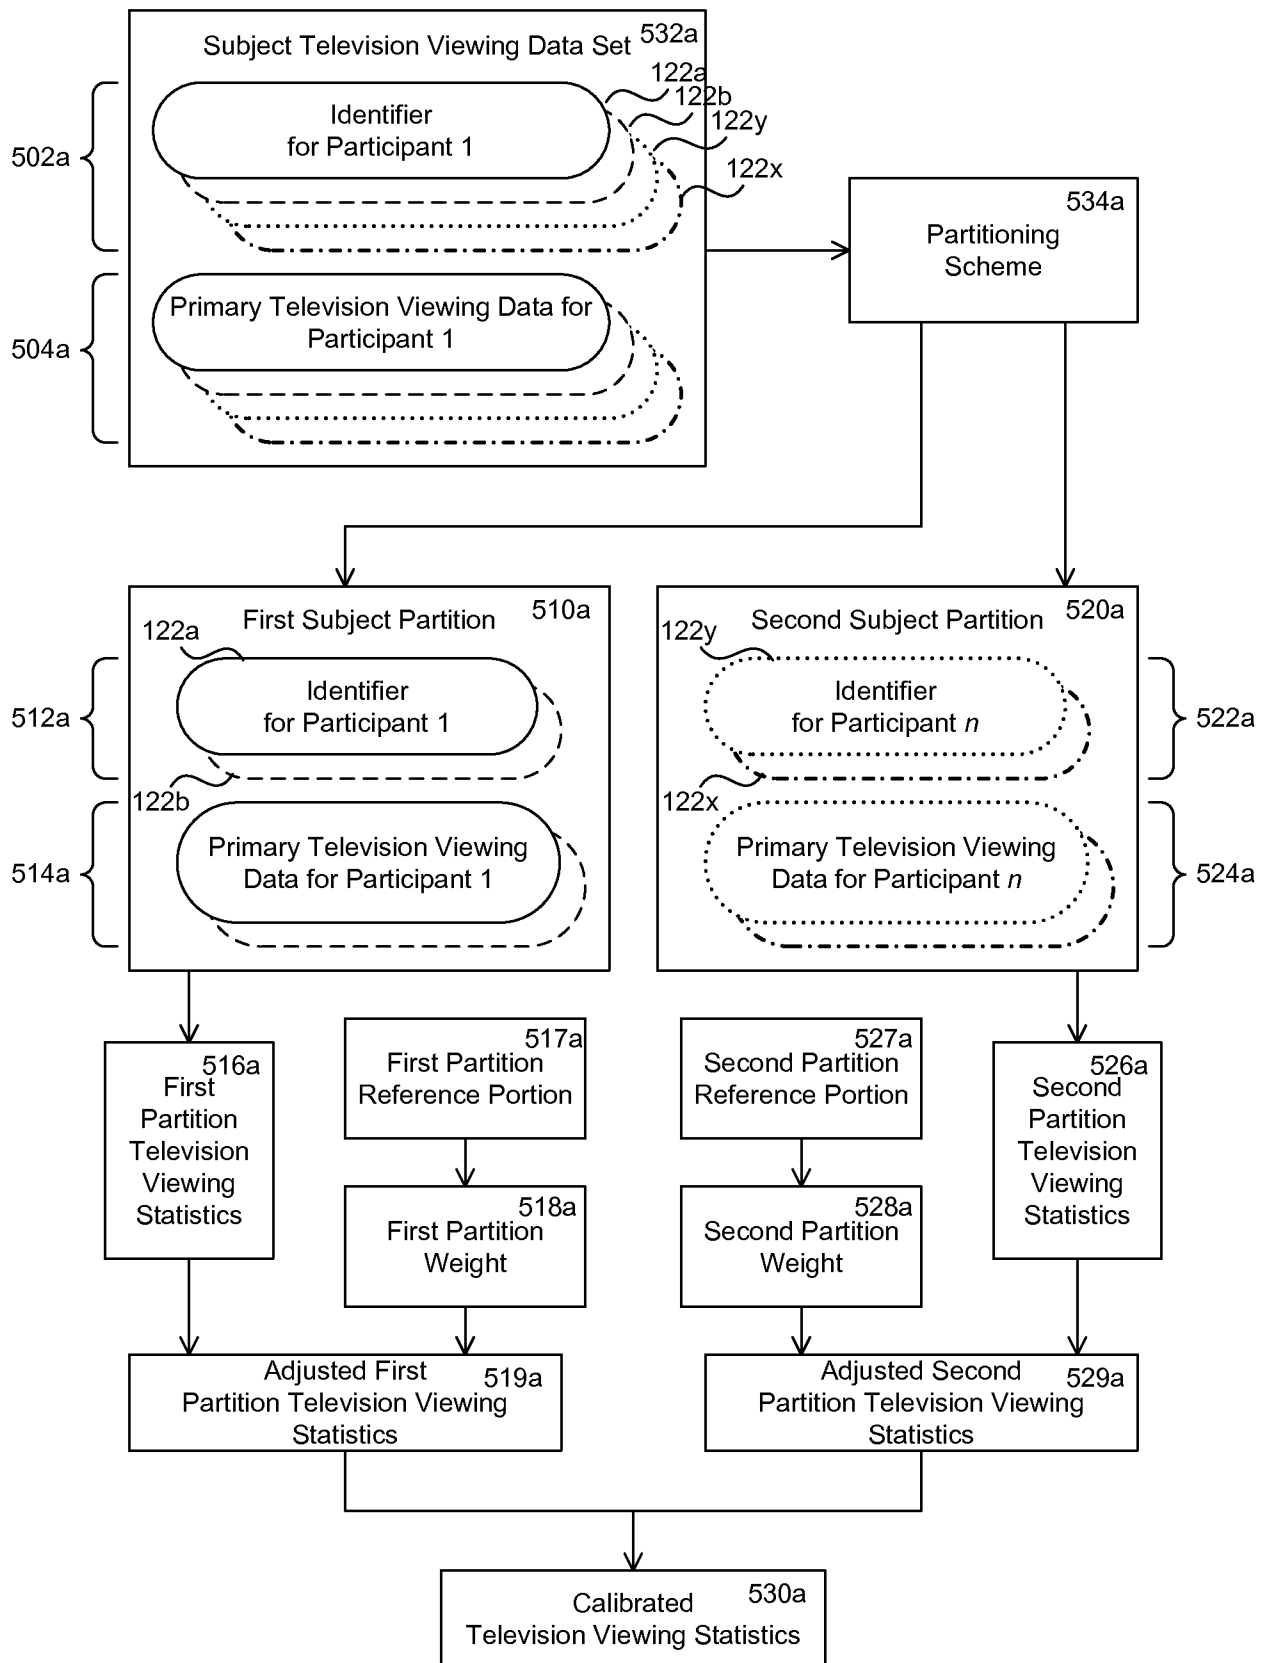 Subject Television Viewing Data Set
532a
122a
122b
122y
122x
Identifier
for Participant 1
502a
Primary Television Viewing Data for
Participant 1
504a
534a
Partitioning
Scheme
First Subject Partition
510a
122a
Identifier
for Participant 1
512a
122b
Primary Television Viewing
Data for Participant 1
514a
Second Subject Partition
520a
122y
Identifier
for Participant n
522a
122x
Primary Television Viewing
Data for Participant n
524a
516a
First
Partition
Television
Viewing
Statistics
517a
First Partition
Reference Portion
527a
Second Partition
Reference Portion
526a
Second
Partition
Television
Viewing
Statistics
518a
First Partition
Weight
528a
Second Partition
Weight
Adjusted First
519a
Partition Television Viewing
Statistics
Adjusted Second
529a
Partition Television Viewing
Statistics
530a
Calibrated
Television Viewing Statistics